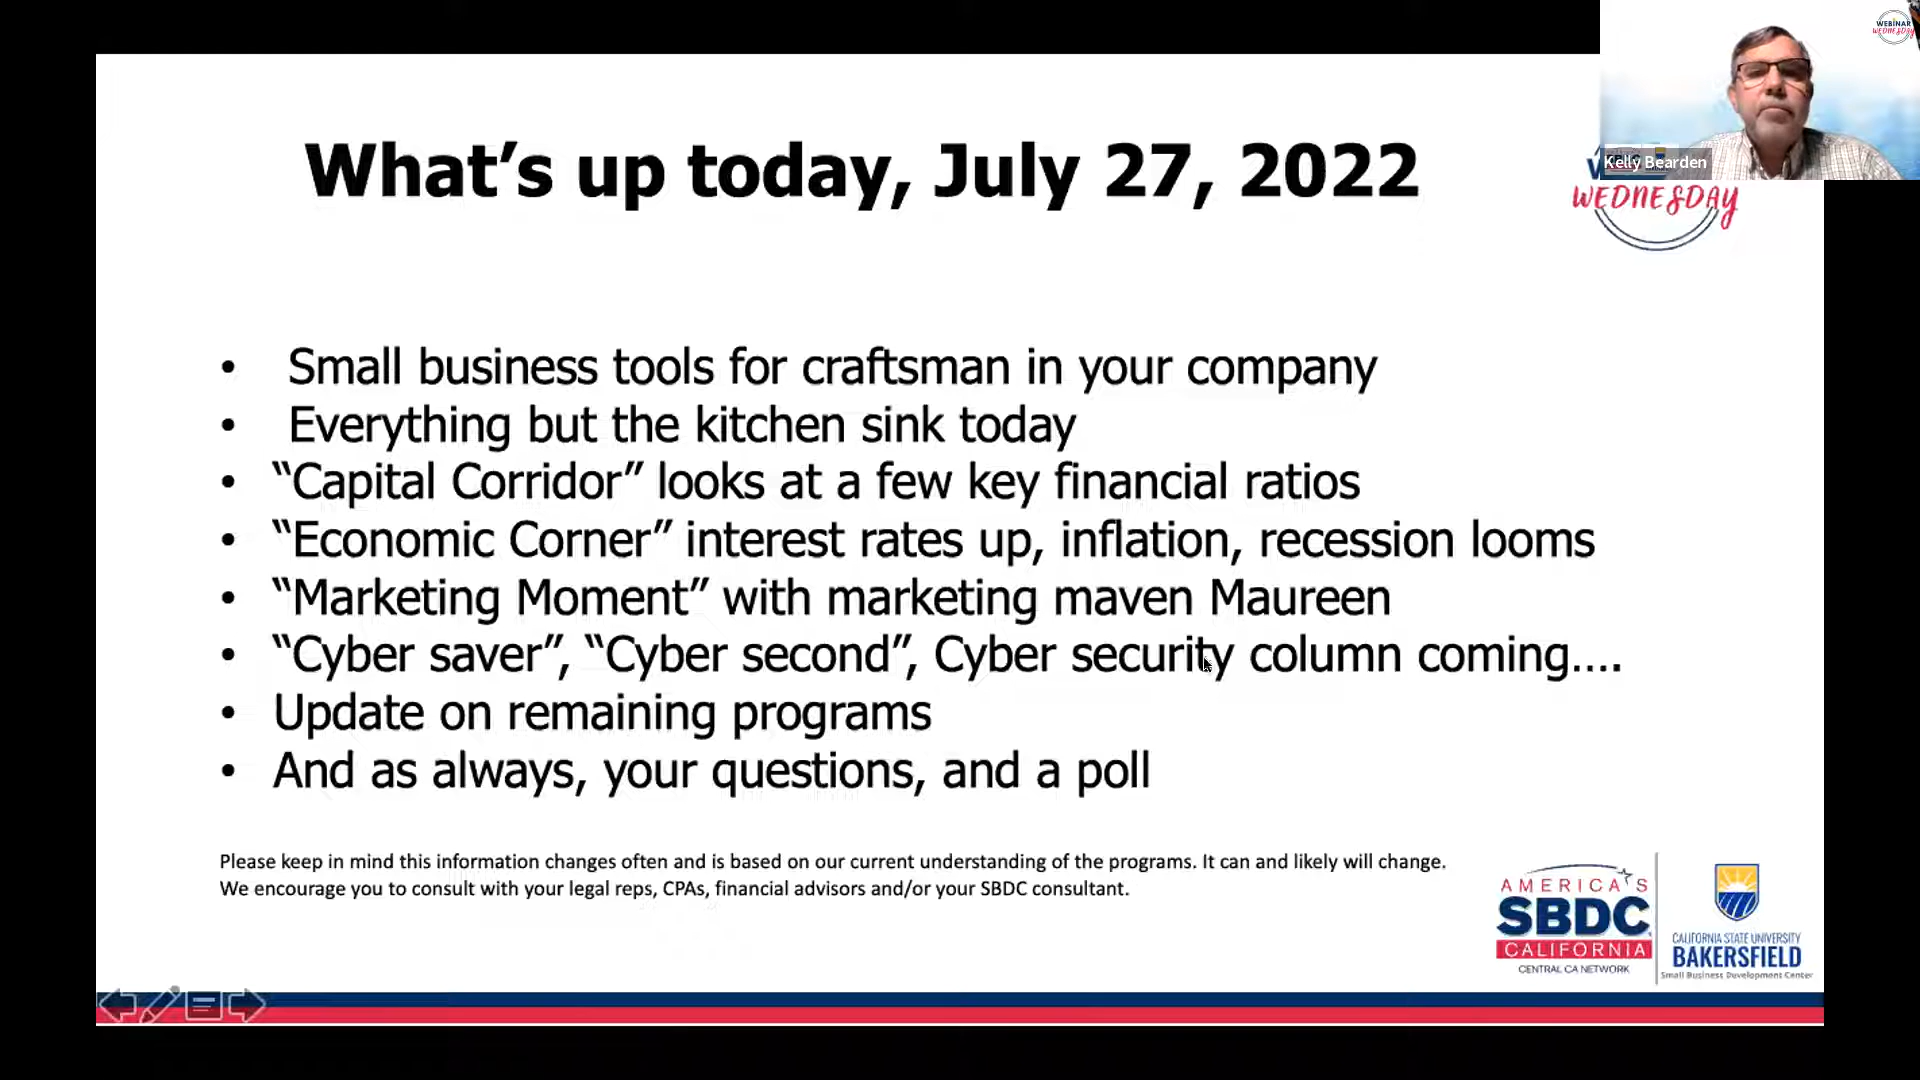 WEBINAR
WEDNESDAY
Kelly Bearden
What’s up today, July 27, 2022
WEDNESDAY
• Small business tools for craftsman in your company
• Everything but the kitchen sink today
• “Capital Corridor” looks at a few key financial ratios
• “Economic Corner” interest rates up, inflation, recession looms
• “Marketing Moment” with marketing maven Maureen
• “Cyber saver”, “Cyber second”, Cyber security column coming….
• Update on remaining programs
• And as always, your questions, and a poll
Please keep in mind this information changes often and is based on our current understanding of the programs. It can and likely will change.
We encourage you to consult with your legal reps, CPAs, financial advisors and/or your SBDC consultant.
AMERICA'S
SBDC
CALIFORNIA
CENTRAL CA NETWORK
CALIFORNIA STATE UNIVERSITY
BAKERSFIELD
Small Business Development Center